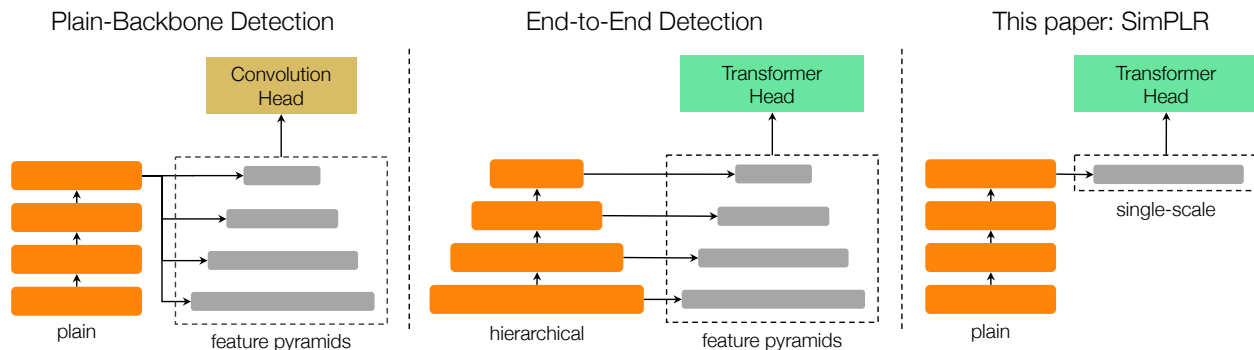 Plain-Backbone Detection
Convolution
Head
plain
feature pyramids
End-to-End Detection
Transformer
Head
hierarchical
feature pyramids
This paper: SimPLR
Transformer
Head
single-scale
plain